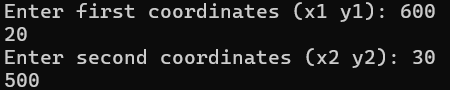 Enter first coordinates (x1 y1): 600
20
Enter second coordinates (x2 y2): 30
500